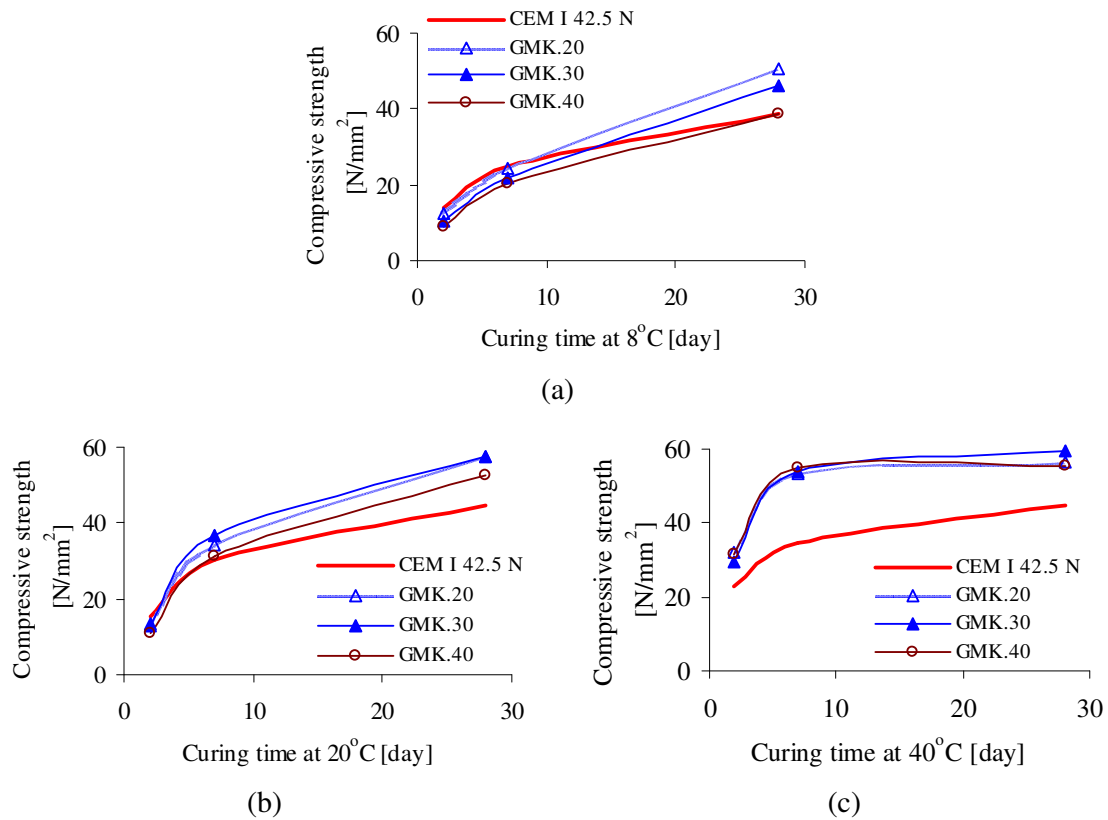 CEM I 42.5 N
GMK.20
GMK.30
GMK.40
Compressive strength
[N/mm²]
60
40
20
0
0 10 20 30
Curing time at 8°C [day]
(a)
Compressive strength
[N/mm²]
60
40
20
0
CEM I 42.5 N
GMK.20
GMK.30
GMK.40
0 10 20 30
Curing time at 20°C [day]
(b)
Compressive strength
[N/mm²]
60
40
20
0
CEM I 42.5 N
GMK.20
GMK.30
GMK.40
0 10 20 30
Curing time at 40°C [day]
(c)